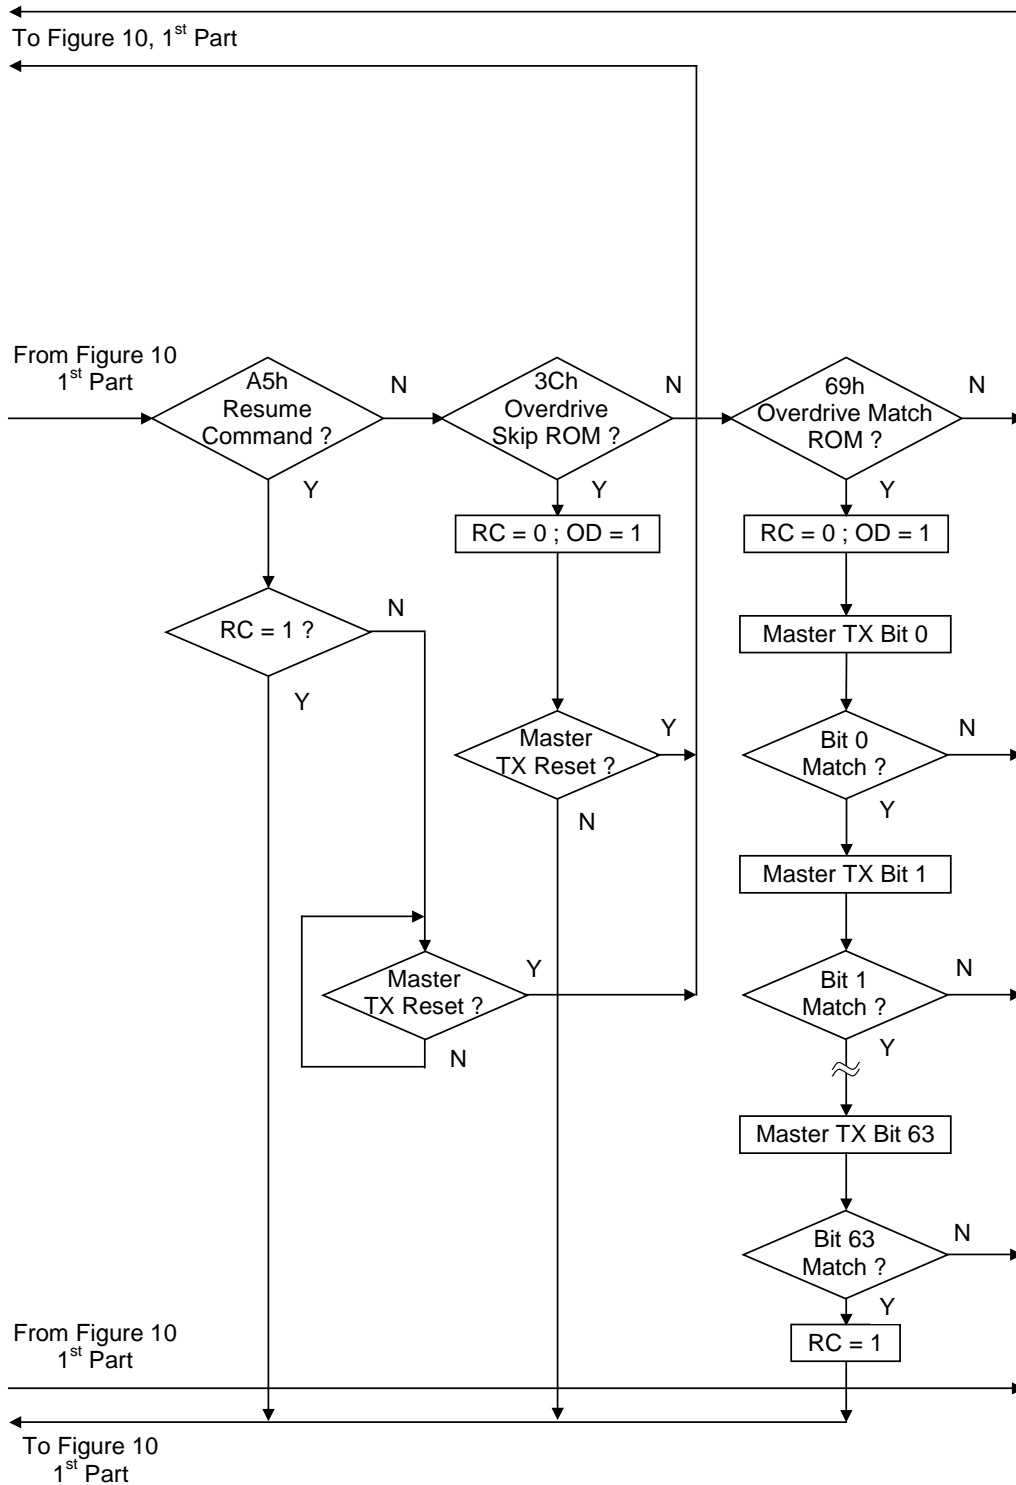 To Figure 10, 1st Part
From Figure 10
1st Part
A5h
Resume
Command ?
N
Y
3Ch
Overdrive
Skip ROM ?
N
Y
69h
Overdrive Match
ROM ?
N
Y
RC = 0 ; OD = 1
RC = 0 ; OD = 1
RC = 1 ?
N
Y
Master TX Bit 0
Master
TX Reset ?
Y
N
Bit 0
Match ?
N
Y
Master TX Bit 1
Master
TX Reset ?
Y
N
Bit 1
Match ?
N
Y
Master TX Bit 63
Bit 63
Match ?
N
Y
RC = 1
From Figure 10
1st Part
To Figure 10
1st Part